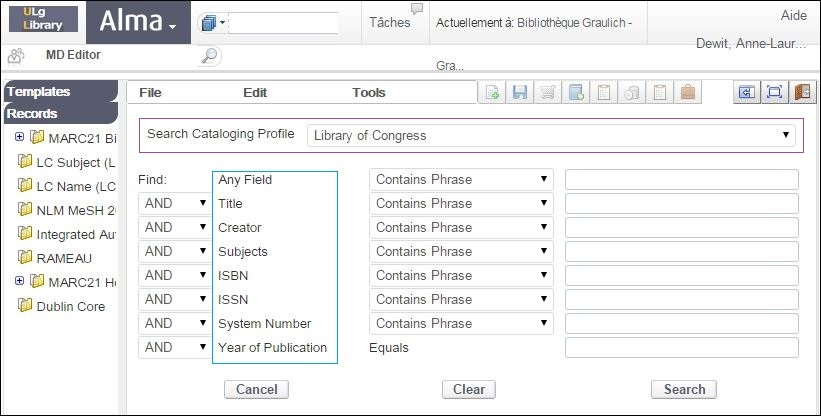 ULg
Library
Alma
Tâches
Actuellement à: Bibliothèque Graulich -
Gra...
Aide
Dewit, Anne-Laur...
MD Editor
Templates
Records
MARC21 Bi
LC Subject (L
LC Name (LC
NLM MeSH 2
Integrated Aut
RAMEAU
MARC21 Ho
Dublin Core
File Edit Tools
Search Cataloging Profile Library of Congress
Find: Any Field Contains Phrase
AND Title Contains Phrase
AND Creator Contains Phrase
AND Subjects Contains Phrase
AND ISBN Contains Phrase
AND ISSN Contains Phrase
AND System Number Contains Phrase
AND Year of Publication Equals
Cancel Clear Search